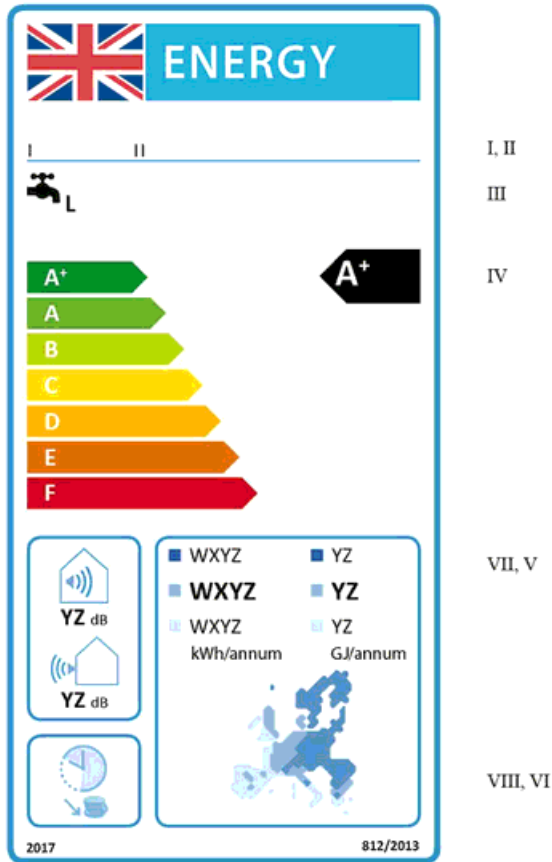 ENERGY
I II
I, II
L
III
A+
A+
IV
A
B
C
D
E
F
WXYZ YZ
VII, V
WXYZ YZ
YZ dB
WXYZ YZ
kWh/annum GJ/annum
YZ dB
VIII, VI
2017 812/2013